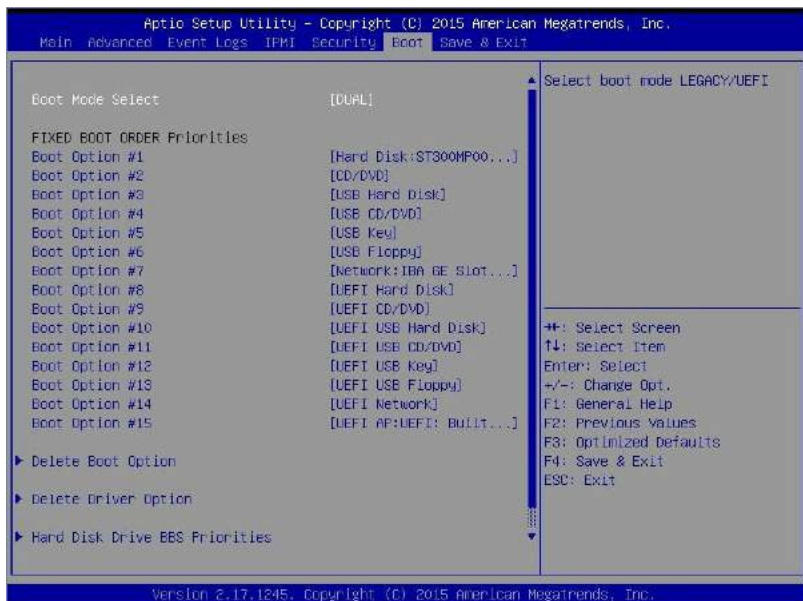 Aptio Setup Utility – Copyright (C) 2015 American Megatrends, Inc.
Main Advanced Event Logs IPMI Security Boot Save & Exit
Boot Mode Select [DUAL]
FIXED BOOT ORDER Priorities
Boot Option #1 [Hard Disk:ST300MP00...]
Boot Option #2 [CD/DVD]
Boot Option #3 [USB Hard Disk]
Boot Option #4 [USB CD/DVD]
Boot Option #5 [USB Key]
Boot Option #6 [USB Floppy]
Boot Option #7 [Network:IBA GE Slot...]
Boot Option #8 [UEFI Hard Disk]
Boot Option #9 [UEFI CD/DVD]
Boot Option #10 [UEFI USB Hard Disk]
Boot Option #11 [UEFI USB CD/DVD]
Boot Option #12 [UEFI USB Key]
Boot Option #13 [UEFI USB Floppy]
Boot Option #14 [UEFI Network]
Boot Option #15 [UEFI AP:UEFI: Built...]
▶ Delete Boot Option
▶ Delete Driver Option
▶ Hard Disk Drive BBS Priorities
Select boot mode LEGACY/UEFI
→←: Select Screen
↑↓: Select Item
Enter: Select
+/-: Change Opt.
F1: General Help
F2: Previous Values
F3: Optimized Defaults
F4: Save & Exit
ESC: Exit
Version 2.17.1245. Copyright (C) 2015 American Megatrends, Inc.